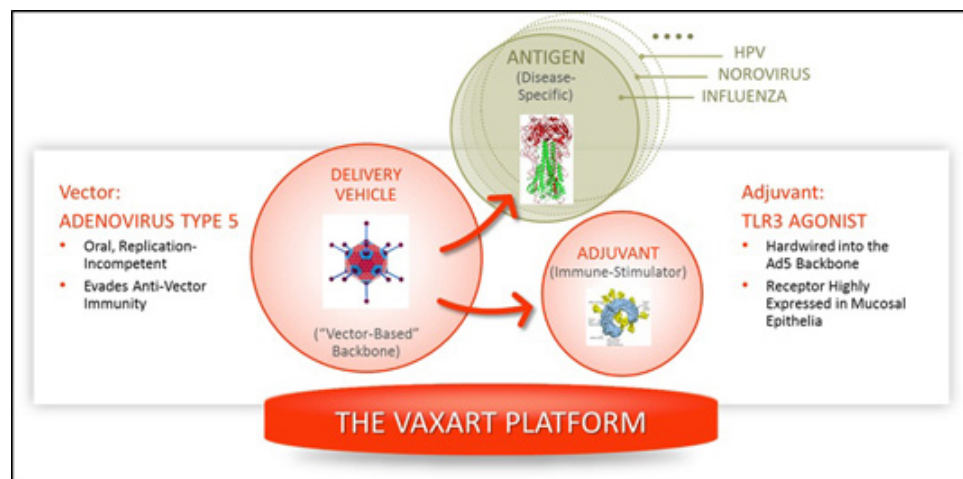 ANTIGEN
(Disease-
Specific)
HPV
NOROVIRUS
INFLUENZA
Vector:
ADENOVIRUS TYPE 5
• Oral, Replication-
Incompetent
• Evades Anti-Vector
Immunity
DELIVERY
VEHICLE
("Vector-Based"
Backbone)
ADJUVANT
(Immune-Stimulator)
Adjuvant:
TLR3 AGONIST
• Hardwired into the
Ad5 Backbone
• Receptor Highly
Expressed in Mucosal
Epithelia
THE VAXART PLATFORM